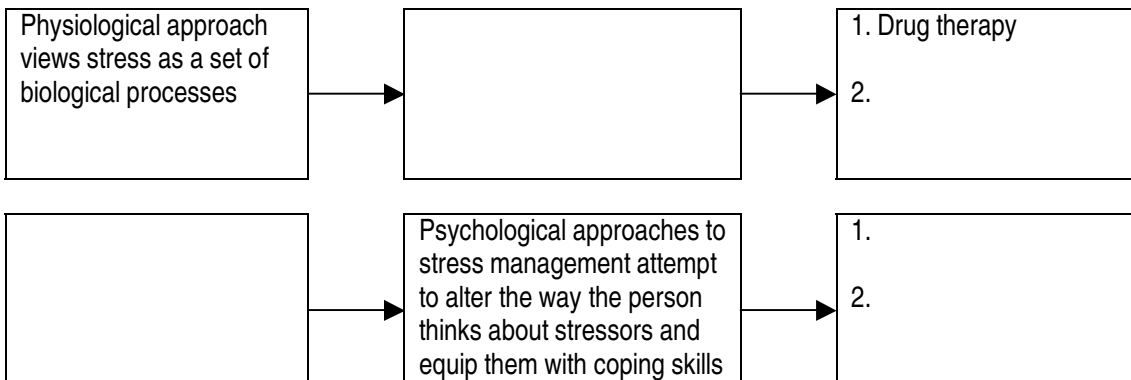 Physiological approach
views stress as a set of
biological processes
1. Drug therapy
2.
Psychological approaches to
stress management attempt
to alter the way the person
thinks about stressors and
equip them with coping skills
1.
2.